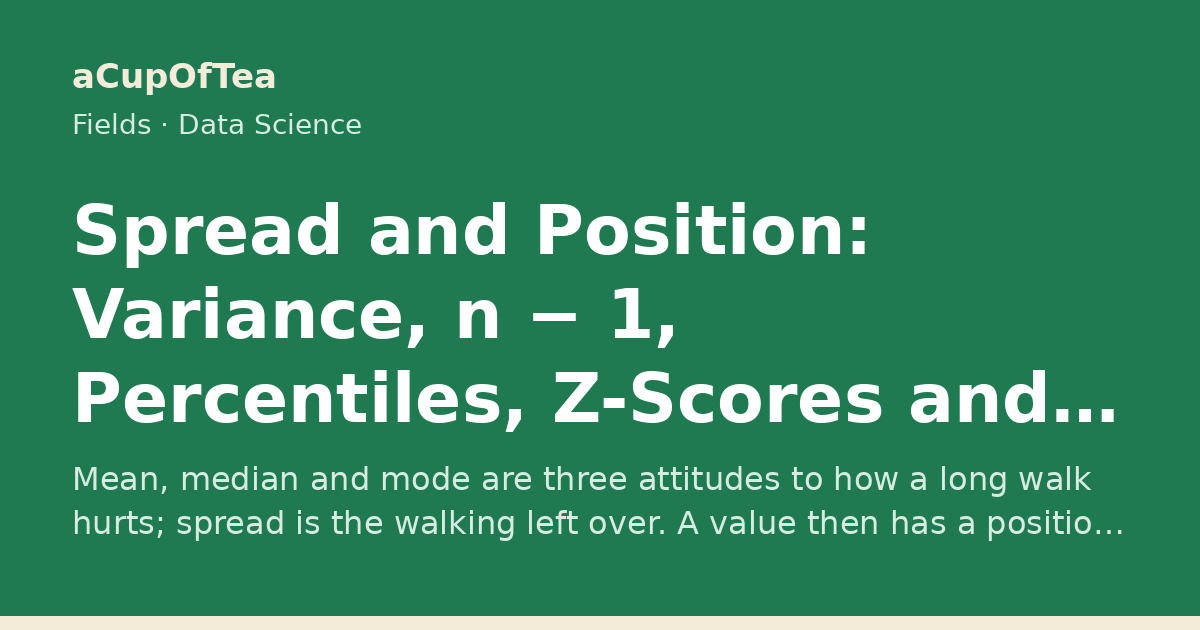 aCupOfTea
Fields · Data Science
Spread and Position:
Variance, n − 1,
Percentiles, Z-Scores and…
Mean, median and mode are three attitudes to how a long walk
hurts; spread is the walking left over. A value then has a positio…